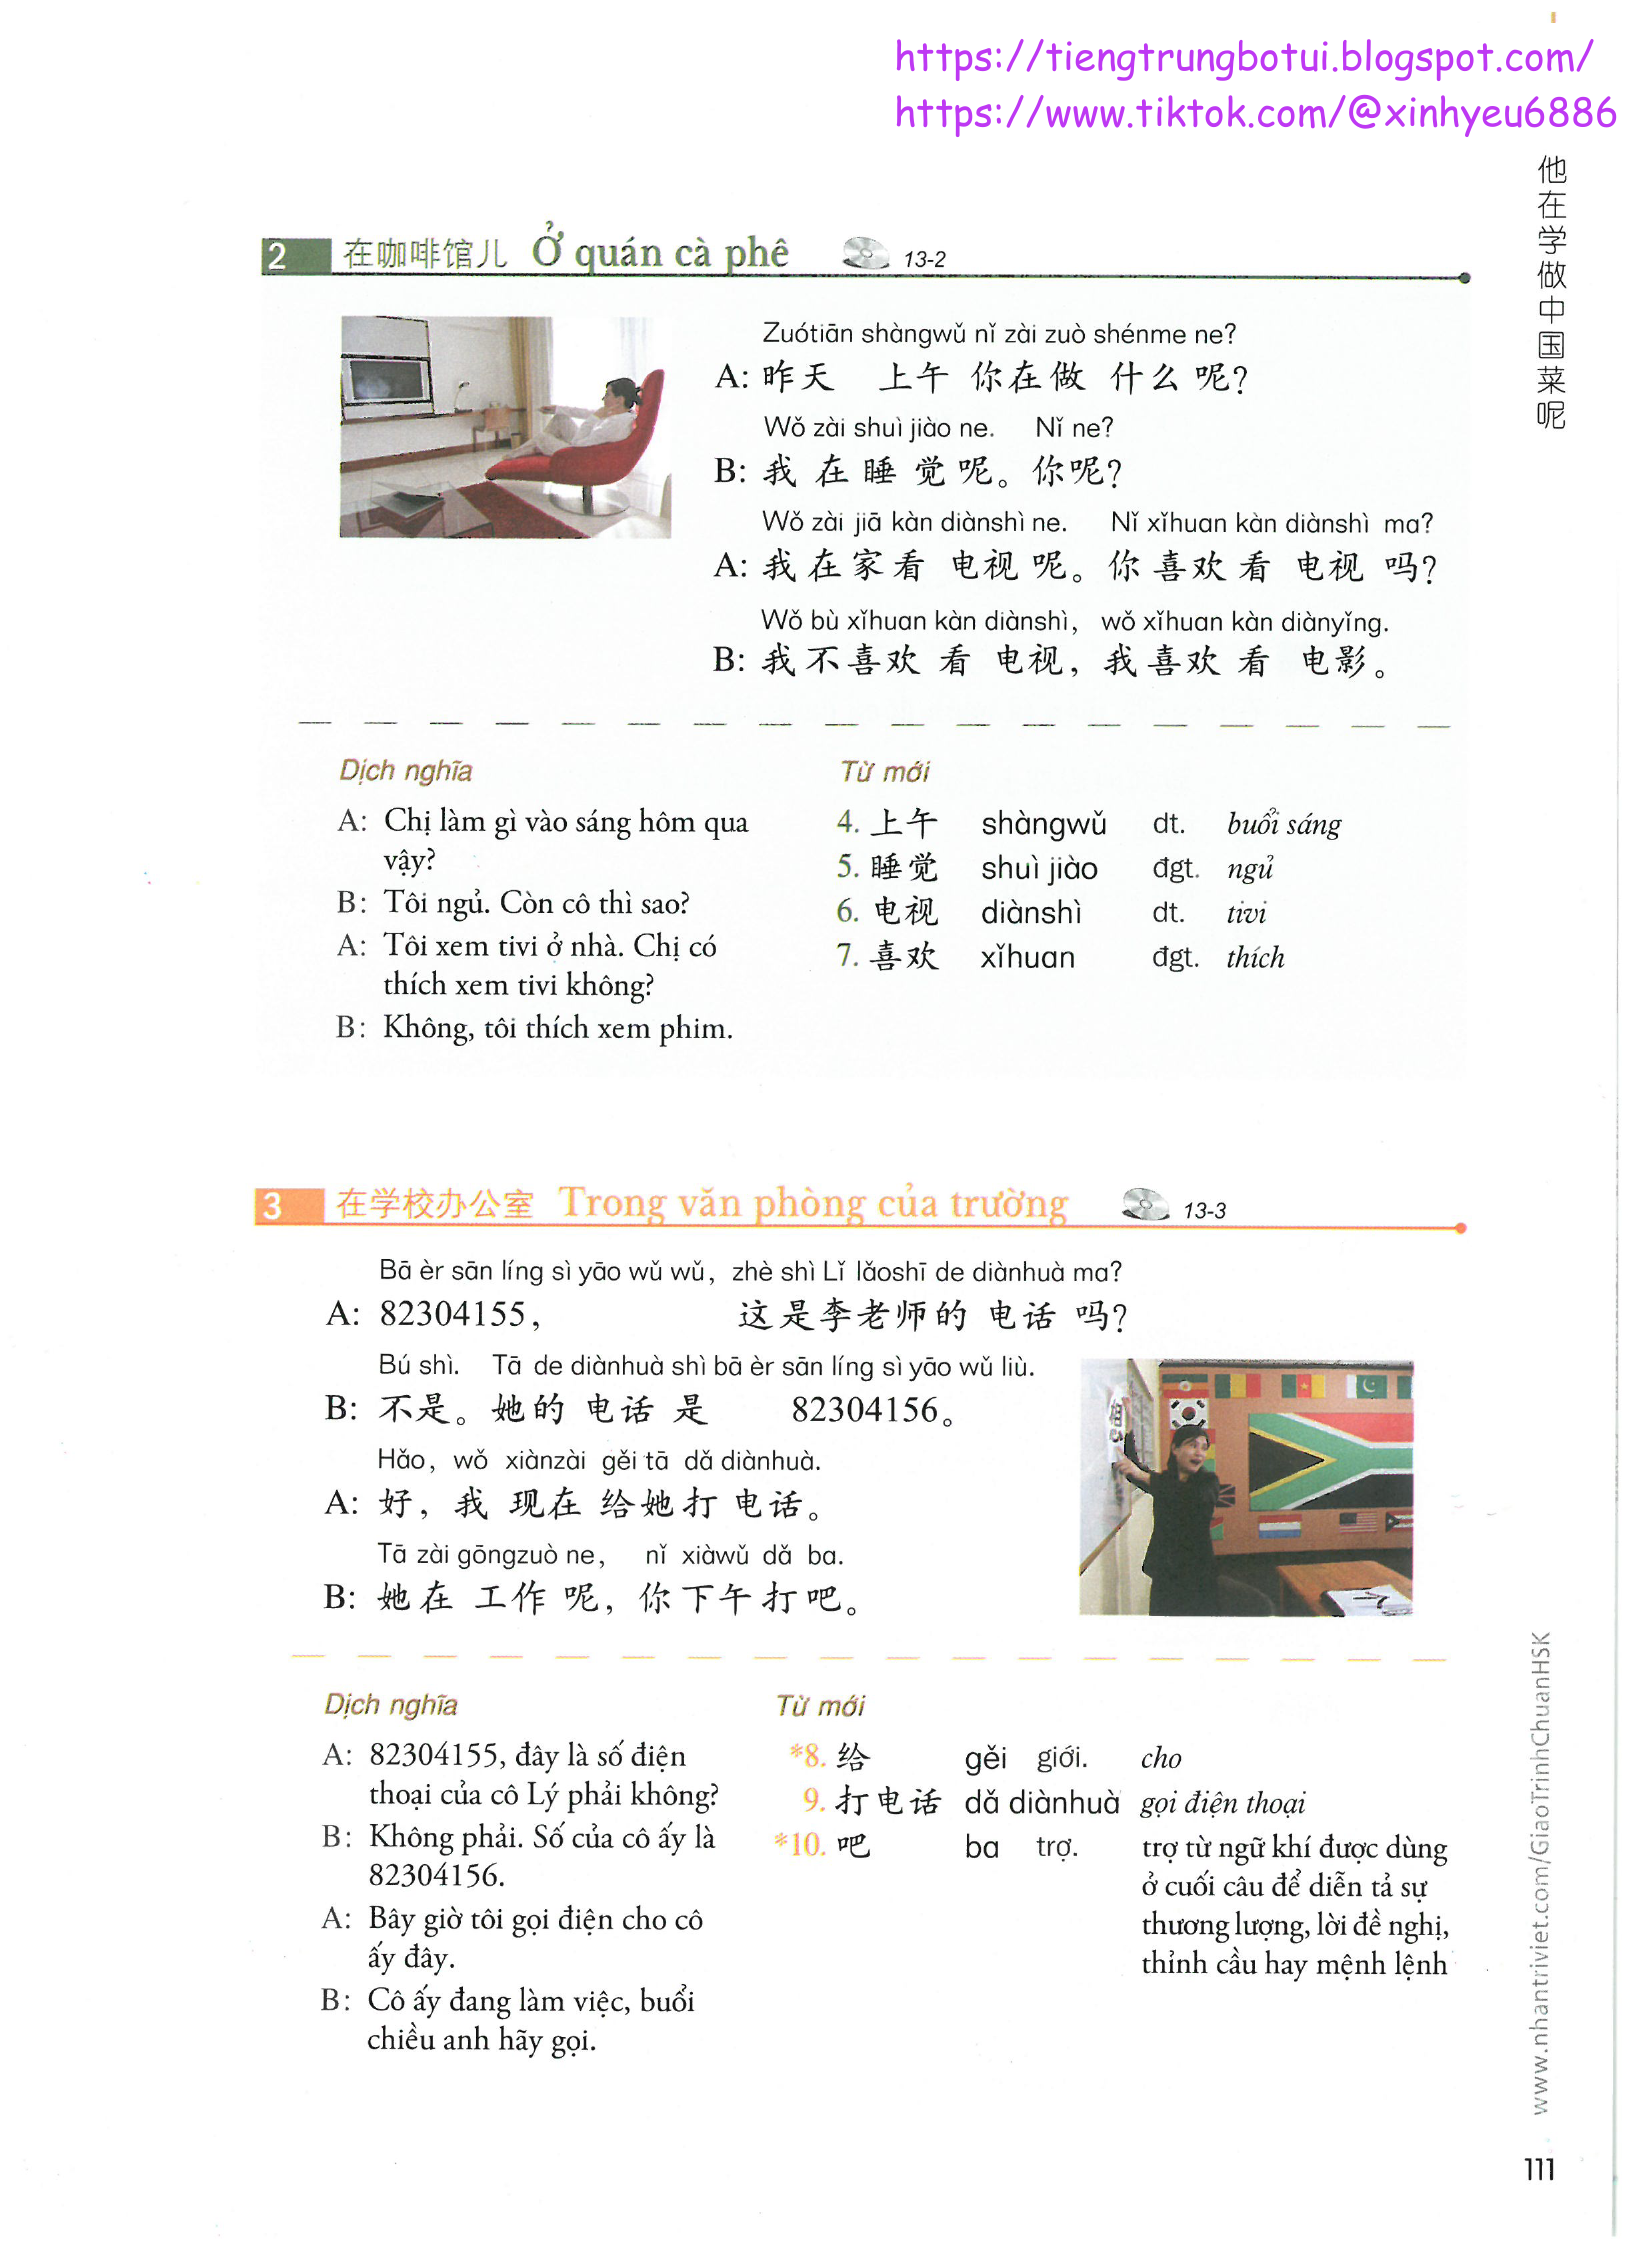 https://tiengtrungbotui.blogspot.com/
https://www.tiktok.com/@xinhyeu6886
他在学做中国菜呢
2 在咖啡馆儿 Ở quán cà phê 13-2
Zuótiān shàngwǔ nǐ zài zuò shénme ne?
A: 昨天 上午 你在做 什么 呢?
Wǒ zài shuì jiào ne. Nǐ ne?
B: 我 在 睡 觉 呢。你呢?
Wǒ zài jiā kàn diànshì ne. Nǐ xǐhuan kàn diànshì ma?
A: 我 在 家 看 电视 呢。你 喜欢 看 电视 吗?
Wǒ bù xǐhuan kàn diànshì, wǒ xǐhuan kàn diànyǐng.
B: 我 不 喜欢 看 电视, 我 喜欢 看 电影。
Dịch nghĩa
A: Chị làm gì vào sáng hôm qua
vậy?
B: Tôi ngủ. Còn cô thì sao?
A: Tôi xem tivi ở nhà. Chị có
thích xem tivi không?
B: Không, tôi thích xem phim.
Từ mới
4. 上午 shàngwǔ dt. buổi sáng
5. 睡觉 shuì jiào đgt. ngủ
6. 电视 diànshì dt. tivi
7. 喜欢 xǐhuan đgt. thích
3 在学校办公室 Trong văn phòng của trường 13-3
Bā èr sān líng sì yāo wǔ wǔ, zhè shì Lǐ lǎoshī de diànhuà ma?
A: 82304155, 这是李老师的 电话 吗?
Bú shì. Tā de diànhuà shì bā èr sān líng sì yāo wǔ liù.
B: 不是。她的 电话 是 82304156。
Hǎo, wǒ xiànzài gěi tā dǎ diànhuà.
A: 好, 我 现在 给她打 电话。
Tā zài gōngzuò ne, nǐ xiàwǔ dǎ ba.
B: 她在 工作 呢, 你下午打吧。
Dịch nghĩa
A: 82304155, đây là số điện
thoại của cô Lý phải không?
B: Không phải. Số của cô ấy là
82304156.
A: Bây giờ tôi gọi điện cho cô
ấy đây.
B: Cô ấy đang làm việc, buổi
chiều anh hãy gọi.
Từ mới
*8. 给 gěi giới. cho
9. 打电话 dǎ diànhuà gọi điện thoại
*10. 吧 ba trợ. trợ từ ngữ khí được dùng
ở cuối câu để diễn tả sự
thương lượng, lời đề nghị,
thỉnh cầu hay mệnh lệnh
www.nhantriviet.com/GiaoTrinhChuanHSK
111